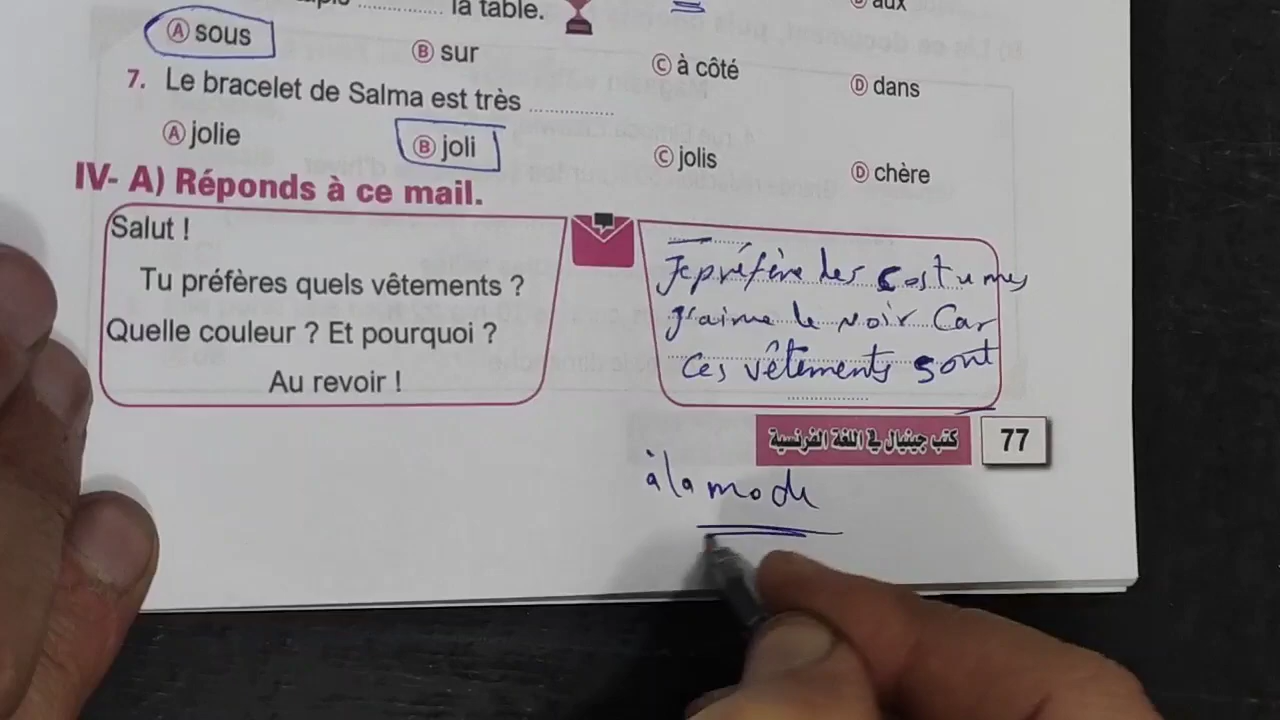 la table.
D aux
A sous
B sur
C à côté
D dans
7. Le bracelet de Salma est très ............
A jolie
B joli
C jolis
D chère
IV- A) Réponds à ce mail.
Salut !
Tu préfères quels vêtements ?
Quelle couleur ? Et pourquoi ?
Au revoir !
Je préfère les costumes
J'aime le noir Car
Ces vêtements sont
à la mode
كتب جينيال في اللغة الفرنسية 77